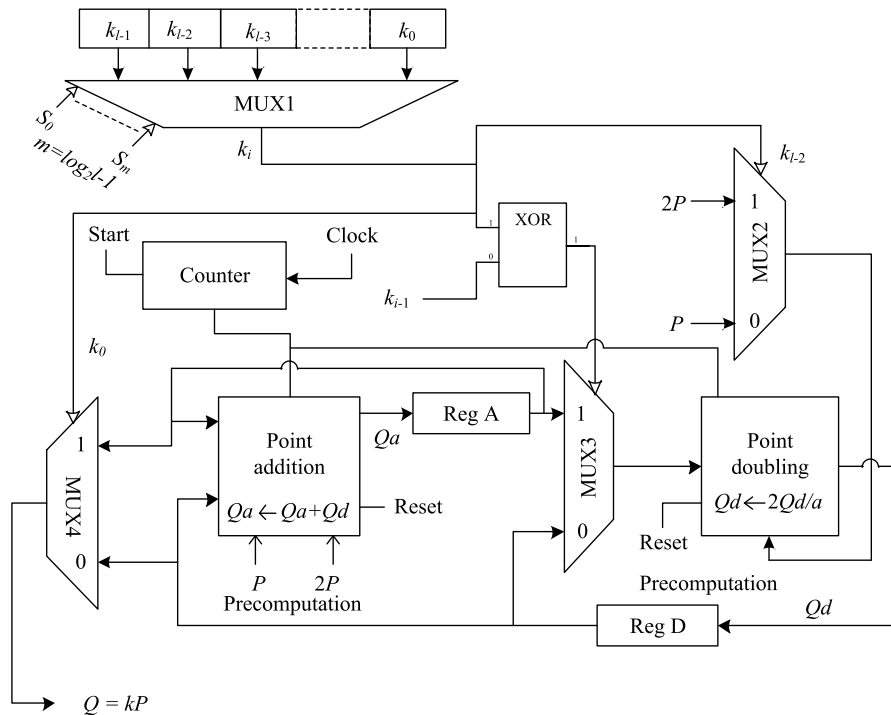 k_{l-1} k_{l-2} k_{l-3} k_0
MUX1
S_0
S_m
m=log_2l-1
k_i
k_{l-2}
XOR
1
0
1
2P
1
MUX2
P
0
Start
Clock
Counter
k_{i-1}
k_0
1
MUX4
0
Point
addition
Qa←Qa+Qd
Qa
Reg A
Reset
P
2P
Precomputation
1
MUX3
0
Point
doubling
Qd←2Qd/a
Reset
Precomputation
Qd
Reg D
Q = kP